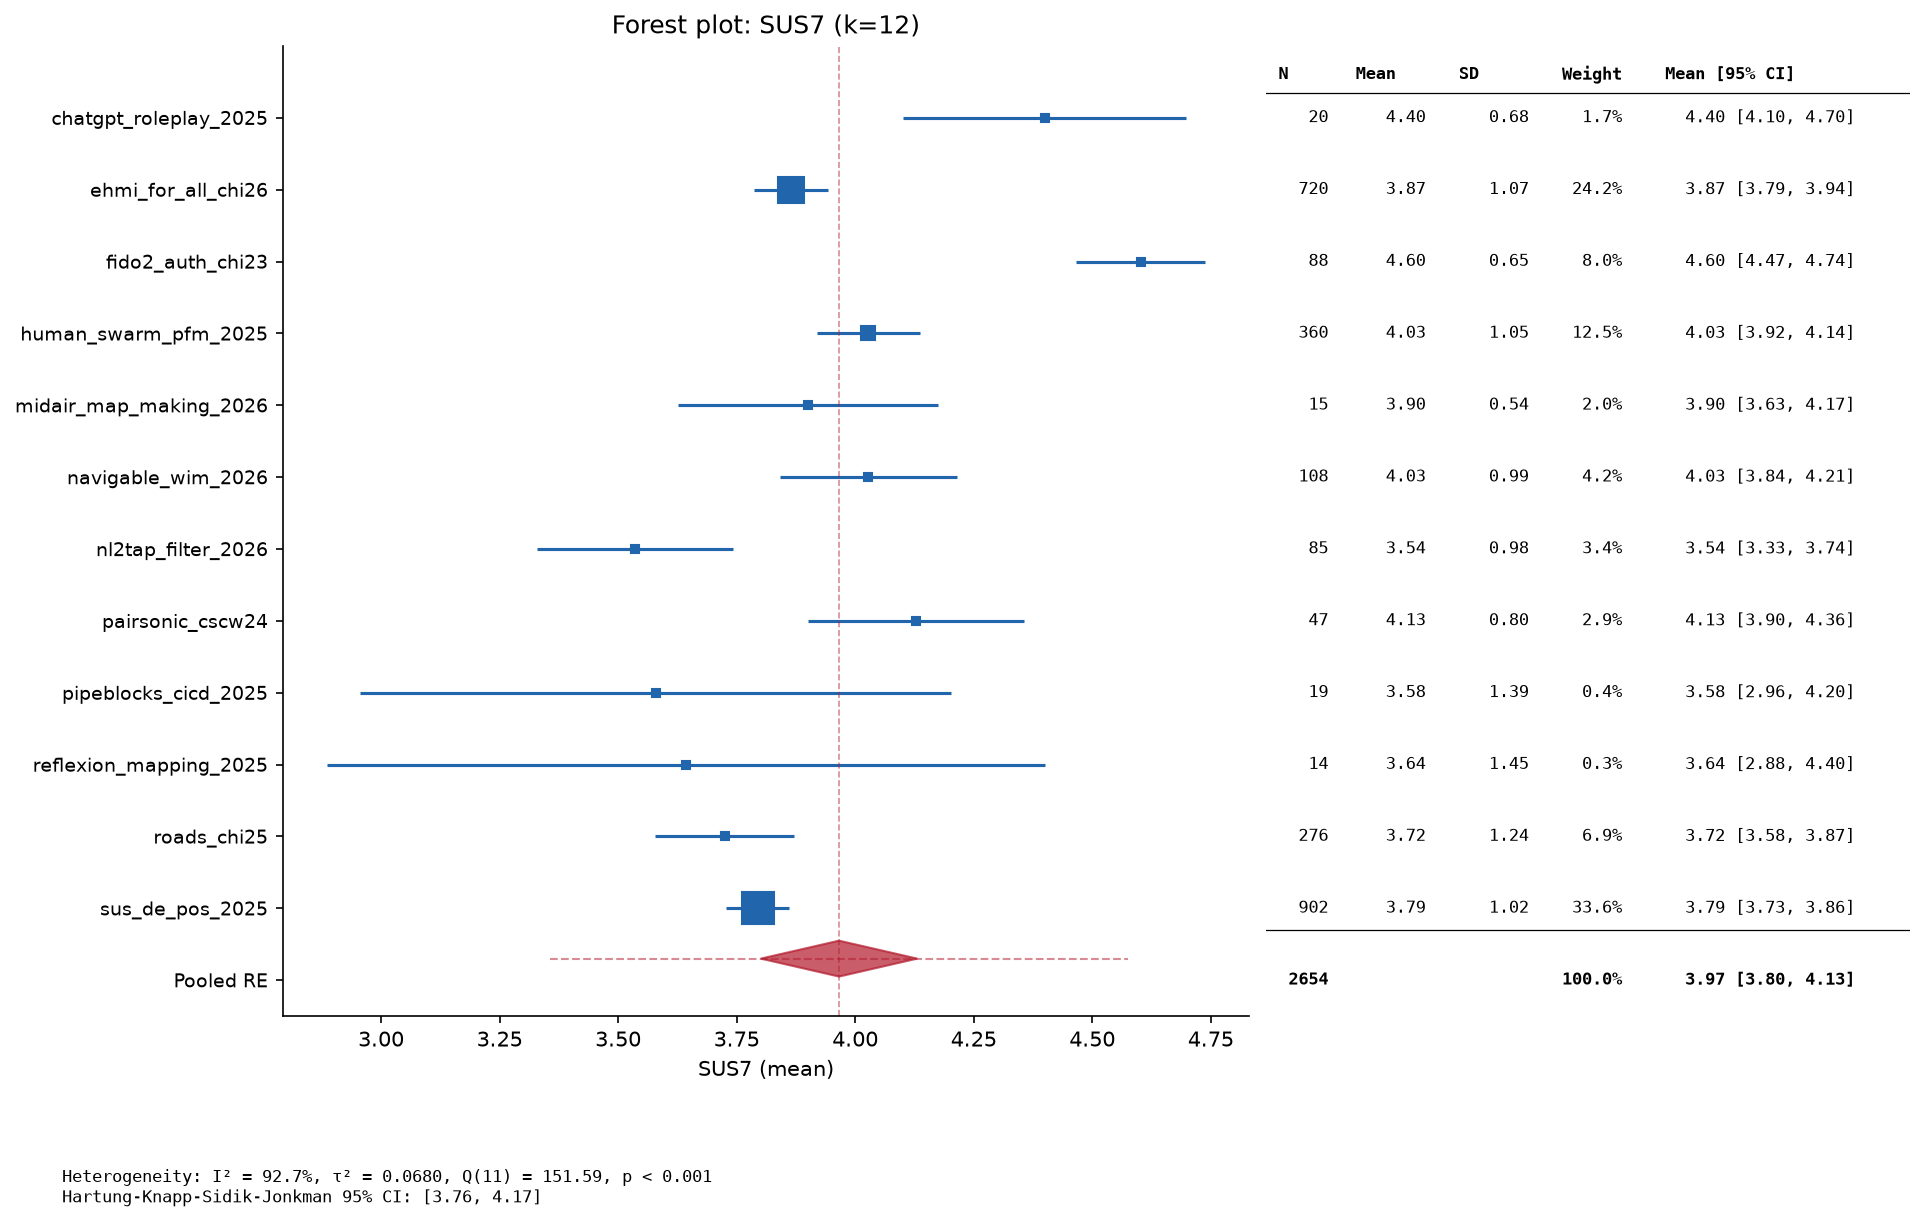 Forest plot: SUS7 (k=12)
N Mean SD Weight Mean [95% CI]
chatgpt_roleplay_2025 20 4.40 0.68 1.7% 4.40 [4.10, 4.70]
ehmi_for_all_chi26 720 3.87 1.07 24.2% 3.87 [3.79, 3.94]
fido2_auth_chi23 88 4.60 0.65 8.0% 4.60 [4.47, 4.74]
human_swarm_pfm_2025 360 4.03 1.05 12.5% 4.03 [3.92, 4.14]
midair_map_making_2026 15 3.90 0.54 2.0% 3.90 [3.63, 4.17]
navigable_wim_2026 108 4.03 0.99 4.2% 4.03 [3.84, 4.21]
nl2tap_filter_2026 85 3.54 0.98 3.4% 3.54 [3.33, 3.74]
pairsonic_cscw24 47 4.13 0.80 2.9% 4.13 [3.90, 4.36]
pipeblocks_cicd_2025 19 3.58 1.39 0.4% 3.58 [2.96, 4.20]
reflexion_mapping_2025 14 3.64 1.45 0.3% 3.64 [2.88, 4.40]
roads_chi25 276 3.72 1.24 6.9% 3.72 [3.58, 3.87]
sus_de_pos_2025 902 3.79 1.02 33.6% 3.79 [3.73, 3.86]
Pooled RE 2654 100.0% 3.97 [3.80, 4.13]
3.00 3.25 3.50 3.75 4.00 4.25 4.50 4.75
SUS7 (mean)
Heterogeneity: I² = 92.7%, τ² = 0.0680, Q(11) = 151.59, p < 0.001
Hartung-Knapp-Sidik-Jonkman 95% CI: [3.76, 4.17]